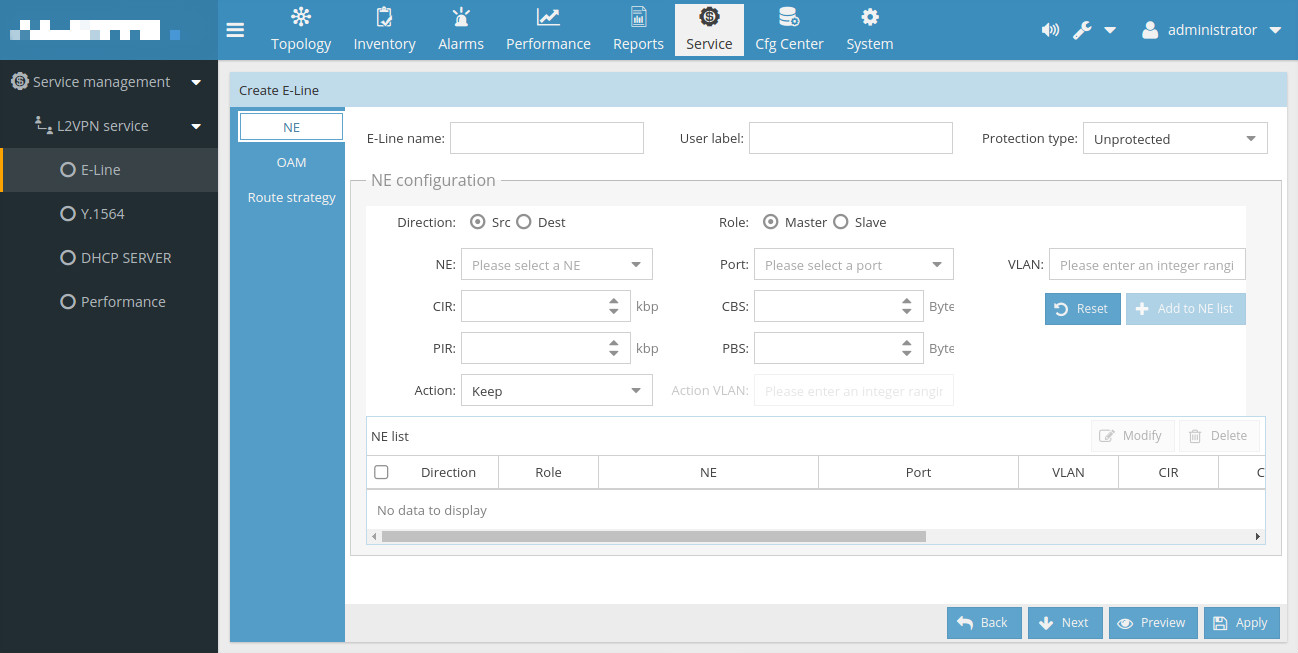 Topology
Inventory
Alarms
Performance
Reports
Service
Cfg Center
System
administrator
Service management
L2VPN service
E-Line
Y.1564
DHCP SERVER
Performance
Create E-Line
NE
OAM
Route strategy
E-Line name:
User label:
Protection type: Unprotected
NE configuration
Direction: Src Dest
Role: Master Slave
NE: Please select a NE
Port: Please select a port
VLAN: Please enter an integer rangi
CIR: kbp
CBS: Byte
Reset
Add to NE list
PIR: kbp
PBS: Byte
Action: Keep
Action VLAN: Please enter an integer rangir
NE list
Modify
Delete
Direction Role NE Port VLAN CIR C
No data to display
Back
Next
Preview
Apply